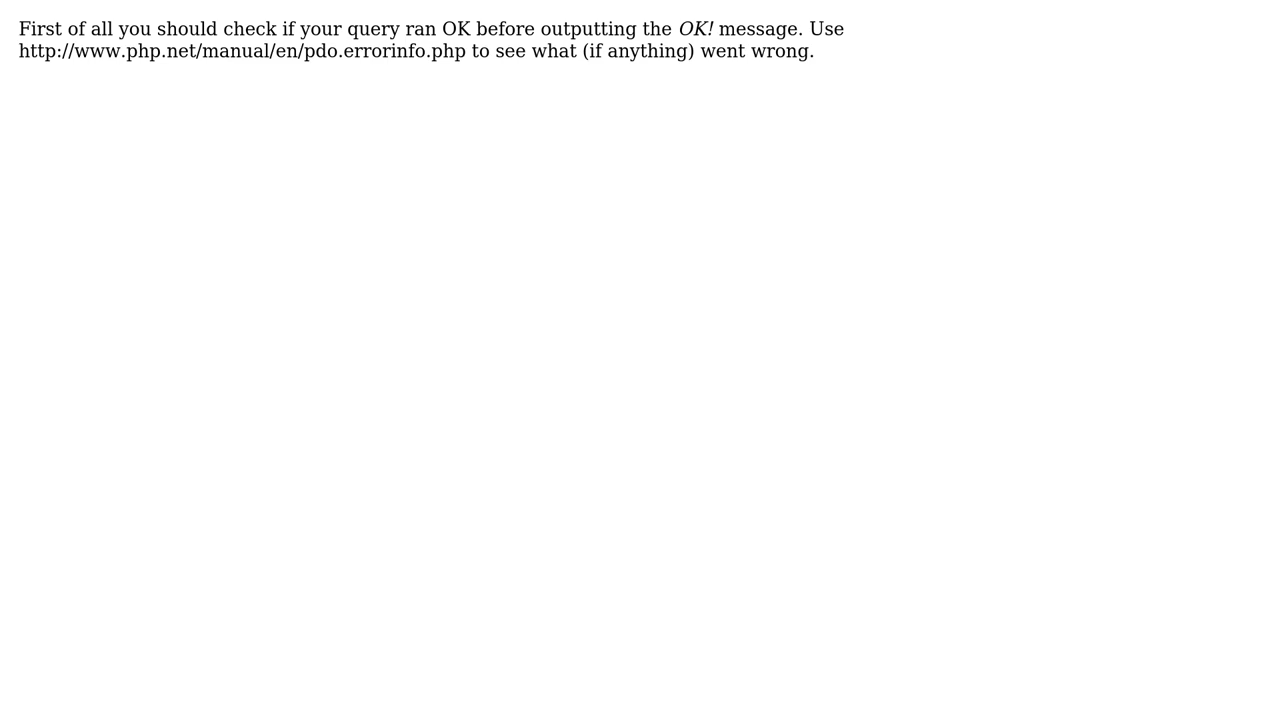 First of all you should check if your query ran OK before outputting the OK! message. Use
http://www.php.net/manual/en/pdo.errorinfo.php to see what (if anything) went wrong.